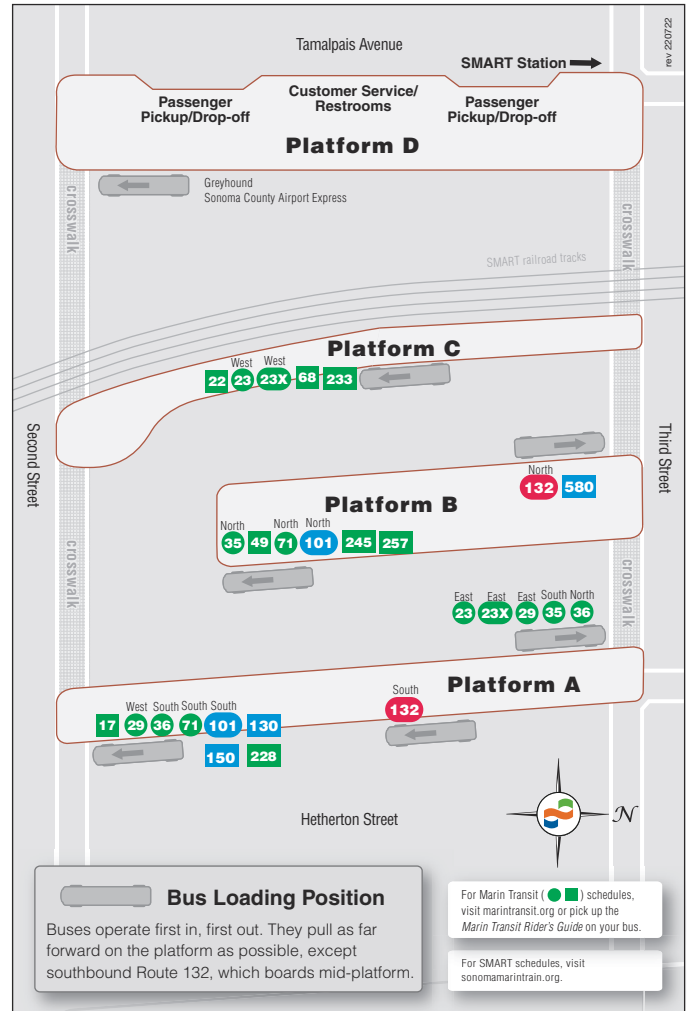 Tamalpais Avenue
rev 220722
SMART Station
Passenger
Pickup/Drop-off
Customer Service/
Restrooms
Passenger
Pickup/Drop-off
Platform D
Greyhound
Sonoma County Airport Express
crosswalk
crosswalk
SMART railroad tracks
Platform C
West West
22 23 23X 68 233
Second Street
Third Street
North
132 580
Platform B
North North North
35 49 71 101 245 257
crosswalk
crosswalk
East East East South North
23 23X 29 35 36
Platform A
South
132
West South South South
17 29 36 71 101 130
150 228
Hetherton Street
N
Bus Loading Position
Buses operate first in, first out. They pull as far
forward on the platform as possible, except
southbound Route 132, which boards mid-platform.
For Marin Transit ( ) schedules,
visit marintransit.org or pick up the
Marin Transit Rider's Guide on your bus.
For SMART schedules, visit
sonomamarintrain.org.